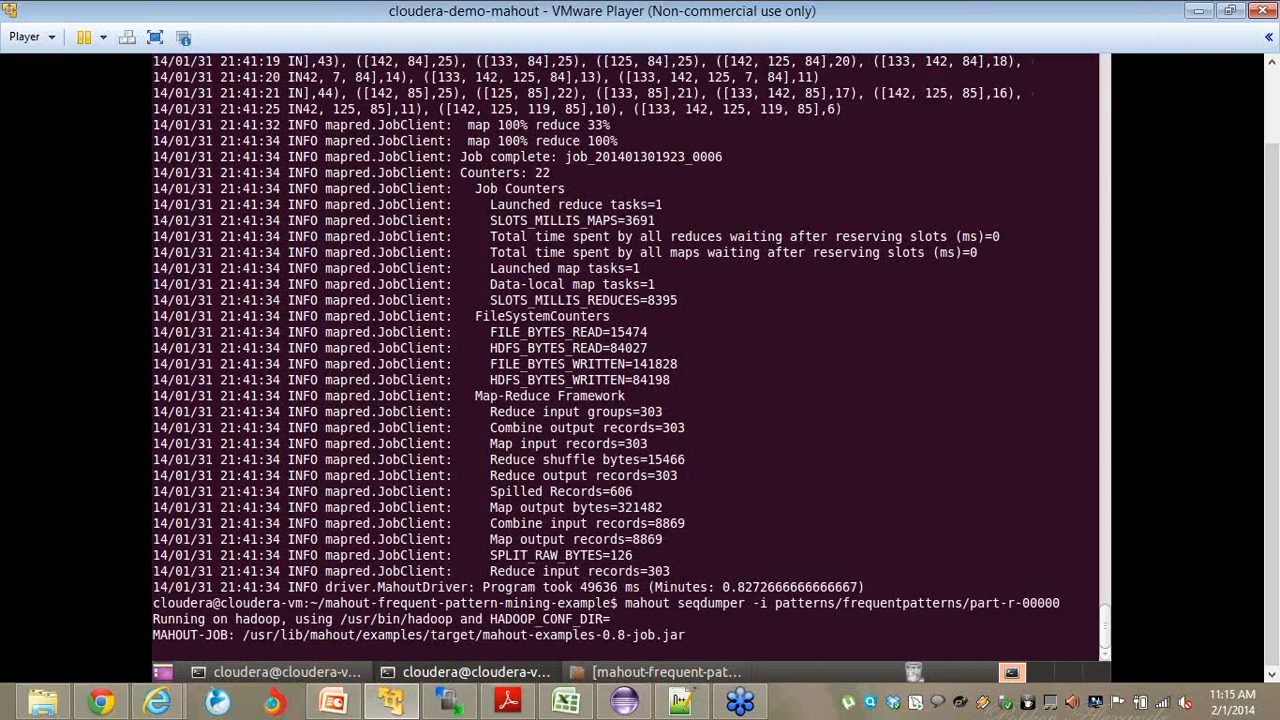 cloudera-demo-mahout - VMware Player (Non-commercial use only)
Player
14/01/31 21:41:19 IN],43), ([142, 84],25), ([133, 84],25), ([125, 84],25), ([142, 125, 84],20), ([133, 142, 84],18),
14/01/31 21:41:20 IN42, 7, 84],14), ([133, 142, 125, 84],13), ([133, 142, 125, 7, 84],11)
14/01/31 21:41:21 IN],44), ([142, 85],25), ([125, 85],22), ([133, 85],21), ([133, 142, 85],17), ([142, 125, 85],16),
14/01/31 21:41:25 IN42, 125, 85],11), ([142, 125, 119, 85],10), ([133, 142, 125, 119, 85],6)
14/01/31 21:41:32 INFO mapred.JobClient:  map 100% reduce 33%
14/01/31 21:41:34 INFO mapred.JobClient:  map 100% reduce 100%
14/01/31 21:41:34 INFO mapred.JobClient: Job complete: job_201401301923_0006
14/01/31 21:41:34 INFO mapred.JobClient: Counters: 22
14/01/31 21:41:34 INFO mapred.JobClient:   Job Counters
14/01/31 21:41:34 INFO mapred.JobClient:     Launched reduce tasks=1
14/01/31 21:41:34 INFO mapred.JobClient:     SLOTS_MILLIS_MAPS=3691
14/01/31 21:41:34 INFO mapred.JobClient:     Total time spent by all reduces waiting after reserving slots (ms)=0
14/01/31 21:41:34 INFO mapred.JobClient:     Total time spent by all maps waiting after reserving slots (ms)=0
14/01/31 21:41:34 INFO mapred.JobClient:     Launched map tasks=1
14/01/31 21:41:34 INFO mapred.JobClient:     Data-local map tasks=1
14/01/31 21:41:34 INFO mapred.JobClient:     SLOTS_MILLIS_REDUCES=8395
14/01/31 21:41:34 INFO mapred.JobClient:   FileSystemCounters
14/01/31 21:41:34 INFO mapred.JobClient:     FILE_BYTES_READ=15474
14/01/31 21:41:34 INFO mapred.JobClient:     HDFS_BYTES_READ=84027
14/01/31 21:41:34 INFO mapred.JobClient:     FILE_BYTES_WRITTEN=141828
14/01/31 21:41:34 INFO mapred.JobClient:     HDFS_BYTES_WRITTEN=84198
14/01/31 21:41:34 INFO mapred.JobClient:   Map-Reduce Framework
14/01/31 21:41:34 INFO mapred.JobClient:     Reduce input groups=303
14/01/31 21:41:34 INFO mapred.JobClient:     Combine output records=303
14/01/31 21:41:34 INFO mapred.JobClient:     Map input records=303
14/01/31 21:41:34 INFO mapred.JobClient:     Reduce shuffle bytes=15466
14/01/31 21:41:34 INFO mapred.JobClient:     Reduce output records=303
14/01/31 21:41:34 INFO mapred.JobClient:     Spilled Records=606
14/01/31 21:41:34 INFO mapred.JobClient:     Map output bytes=321482
14/01/31 21:41:34 INFO mapred.JobClient:     Combine input records=8869
14/01/31 21:41:34 INFO mapred.JobClient:     Map output records=8869
14/01/31 21:41:34 INFO mapred.JobClient:     SPLIT_RAW_BYTES=126
14/01/31 21:41:34 INFO mapred.JobClient:     Reduce input records=303
14/01/31 21:41:34 INFO driver.MahoutDriver: Program took 49636 ms (Minutes: 0.8272666666666667)
cloudera@cloudera-vm:~/mahout-frequent-pattern-mining-example$ mahout seqdumper -i patterns/frequentpatterns/part-r-00000
Running on hadoop, using /usr/bin/hadoop and HADOOP_CONF_DIR=
MAHOUT-JOB: /usr/lib/mahout/examples/target/mahout-examples-0.8-job.jar
cloudera@cloudera-v... cloudera@cloudera-v... [mahout-frequent-pat...
11:15 AM
2/1/2014